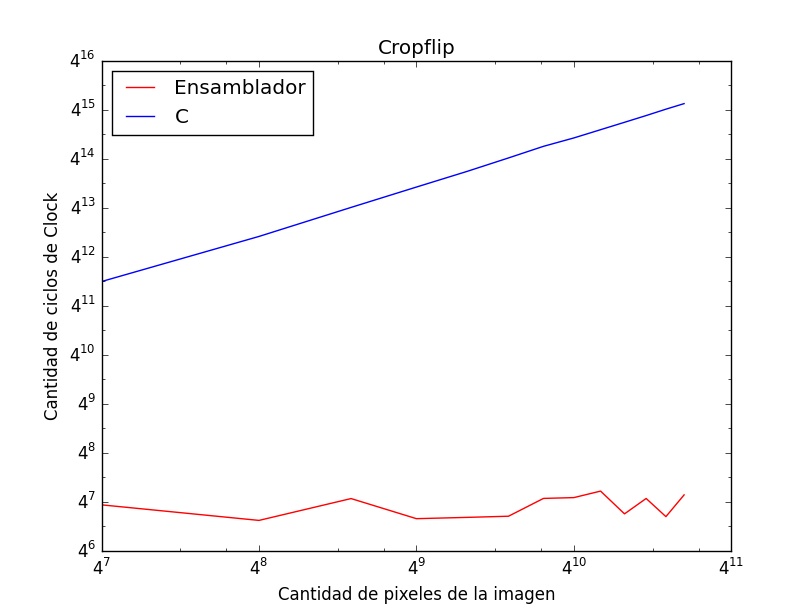 Cropflip
4^16
4^15
4^14
4^13
4^12
4^11
4^10
4^9
4^8
4^7
4^6
Ensamblador
C
Cantidad de ciclos de Clock
4^7 4^8 4^9 4^10 4^11
Cantidad de pixeles de la imagen